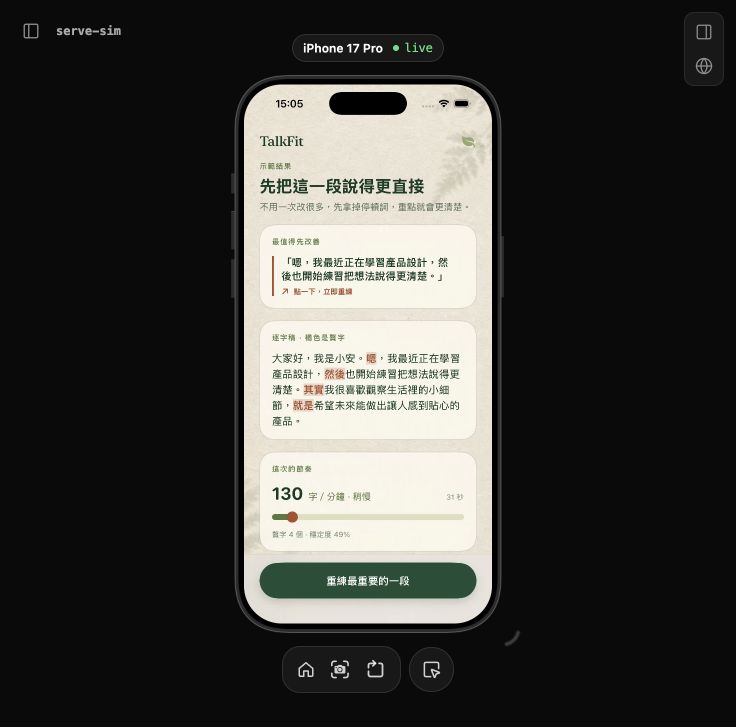 serve-sim
iPhone 17 Pro
live
15:05
TalkFit
示範結果
先把這一段說得更直接
不用一次改很多，先拿掉停頓詞，重點就會更清楚。
最值得先改善
「嗯，我最近正在學習產品設計，然
後也開始練習把想法說得更清楚。」
點一下，立即重練
逐字稿 · 橘色是贅字
大家好，我是小安。嗯，我最近正在學習
產品設計，然後也開始練習把想法說得更
清楚。其實我很喜歡觀察生活裡的小細
節，就是希望未來能做出讓人感到貼心的
產品。
這次的節奏
130 字 / 分鐘 · 稍慢
31 秒
贅字 4 個 · 穩定度 49%
重練最重要的一段